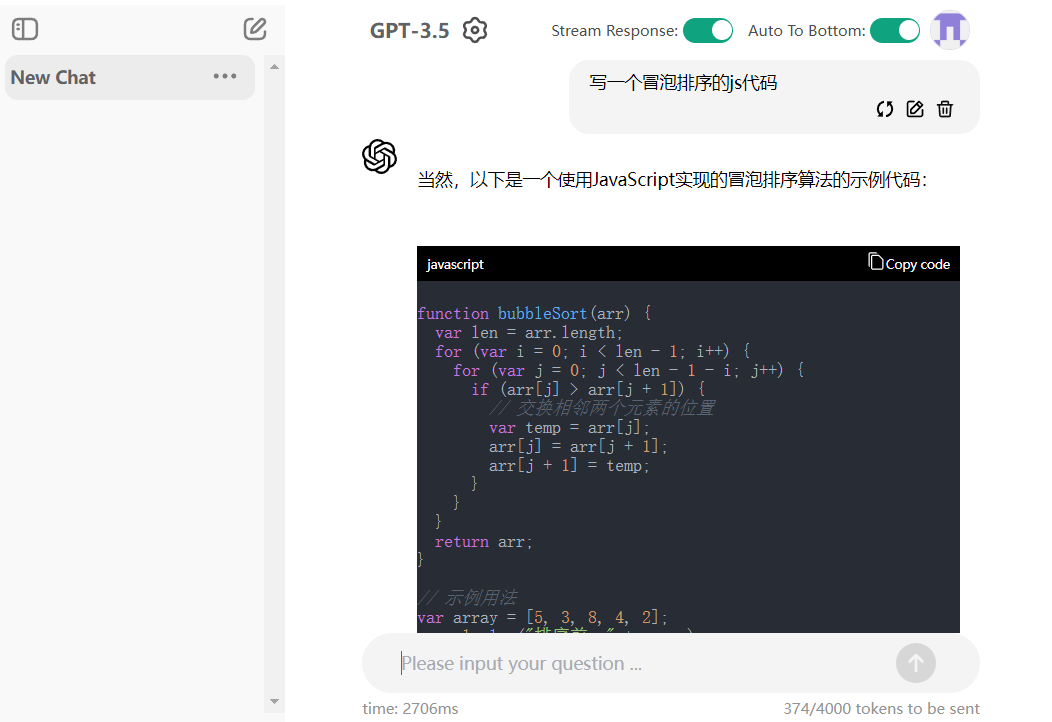 GPT-3.5
Stream Response:
Auto To Bottom:
New Chat
写一个冒泡排序的js代码
当然，以下是一个使用JavaScript实现的冒泡排序算法的示例代码：
javascript
Copy code
function bubbleSort(arr) {
  var len = arr.length;
  for (var i = 0; i < len - 1; i++) {
    for (var j = 0; j < len - 1 - i; j++) {
      if (arr[j] > arr[j + 1]) {
        // 交换相邻两个元素的位置
        var temp = arr[j];
        arr[j] = arr[j + 1];
        arr[j + 1] = temp;
      }
    }
  }
  return arr;
}
// 示例用法
var array = [5, 3, 8, 4, 2];
Please input your question ...
time: 2706ms
374/4000 tokens to be sent